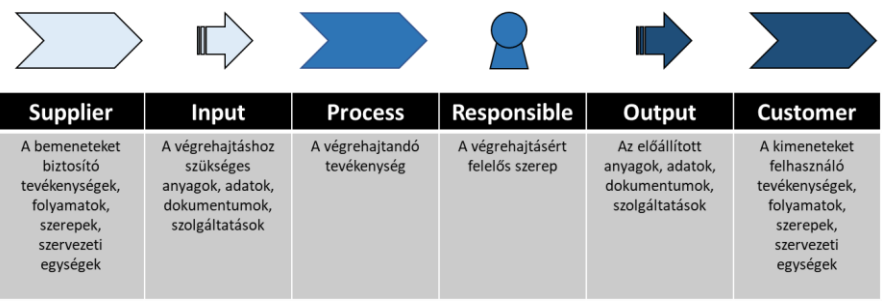 Supplier
Input
Process
Responsible
Output
Customer
A bemeneteket
biztosító
tevékenységek,
folyamatok,
szerepek,
szervezeti
egységek
A végrehajtáshoz
szükséges
anyagok, adatok,
dokumentumok,
szolgáltatások
A végrehajtandó
tevékenység
A végrehajtásért
felelős szerep
Az előállított
anyagok, adatok,
dokumentumok,
szolgáltatások
A kimeneteket
felhasználó
tevékenységek,
folyamatok,
szerepek,
szervezeti
egységek